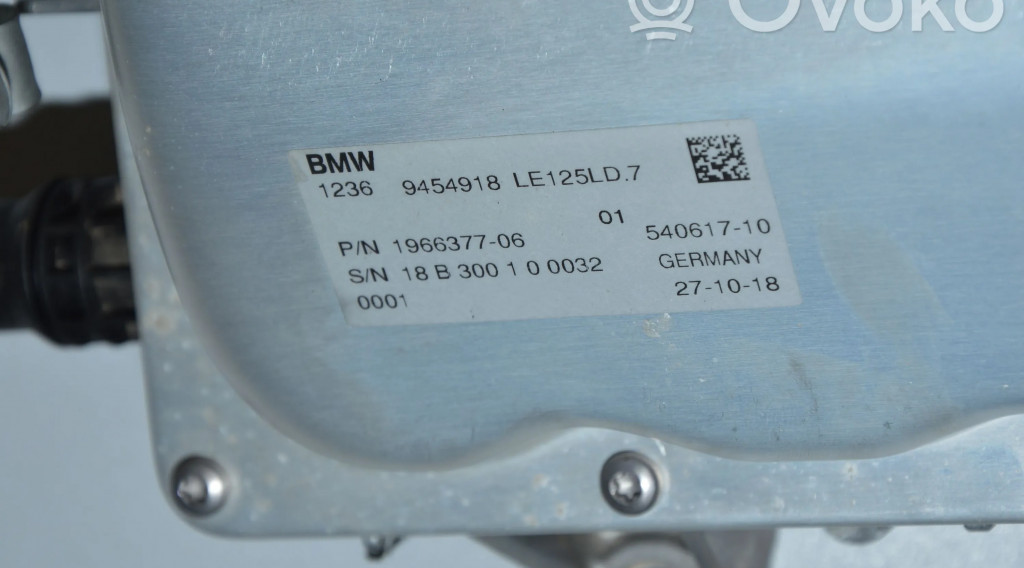 Ovoko
BMW
1236 9454918 LE125LD.7
01
P/N 1966377-06 540617-10
S/N 18 B 300 1 0 0032 GERMANY
0001 27-10-18